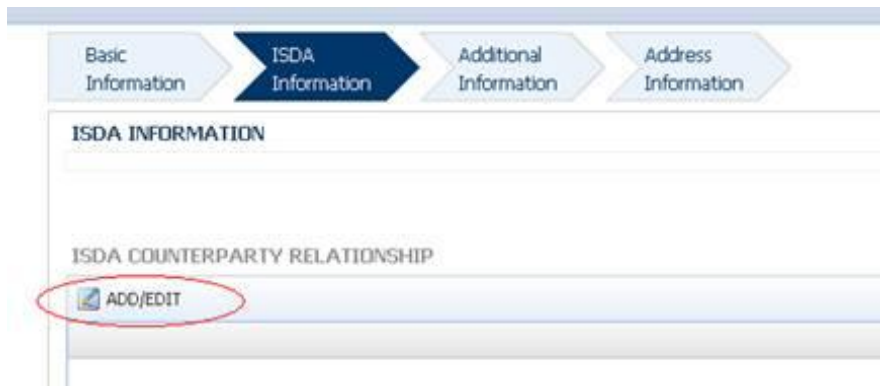 Basic
Information
ISDA
Information
Additional
Information
Address
Information
ISDA INFORMATION
ISDA COUNTERPARTY RELATIONSHIP
ADD/EDIT